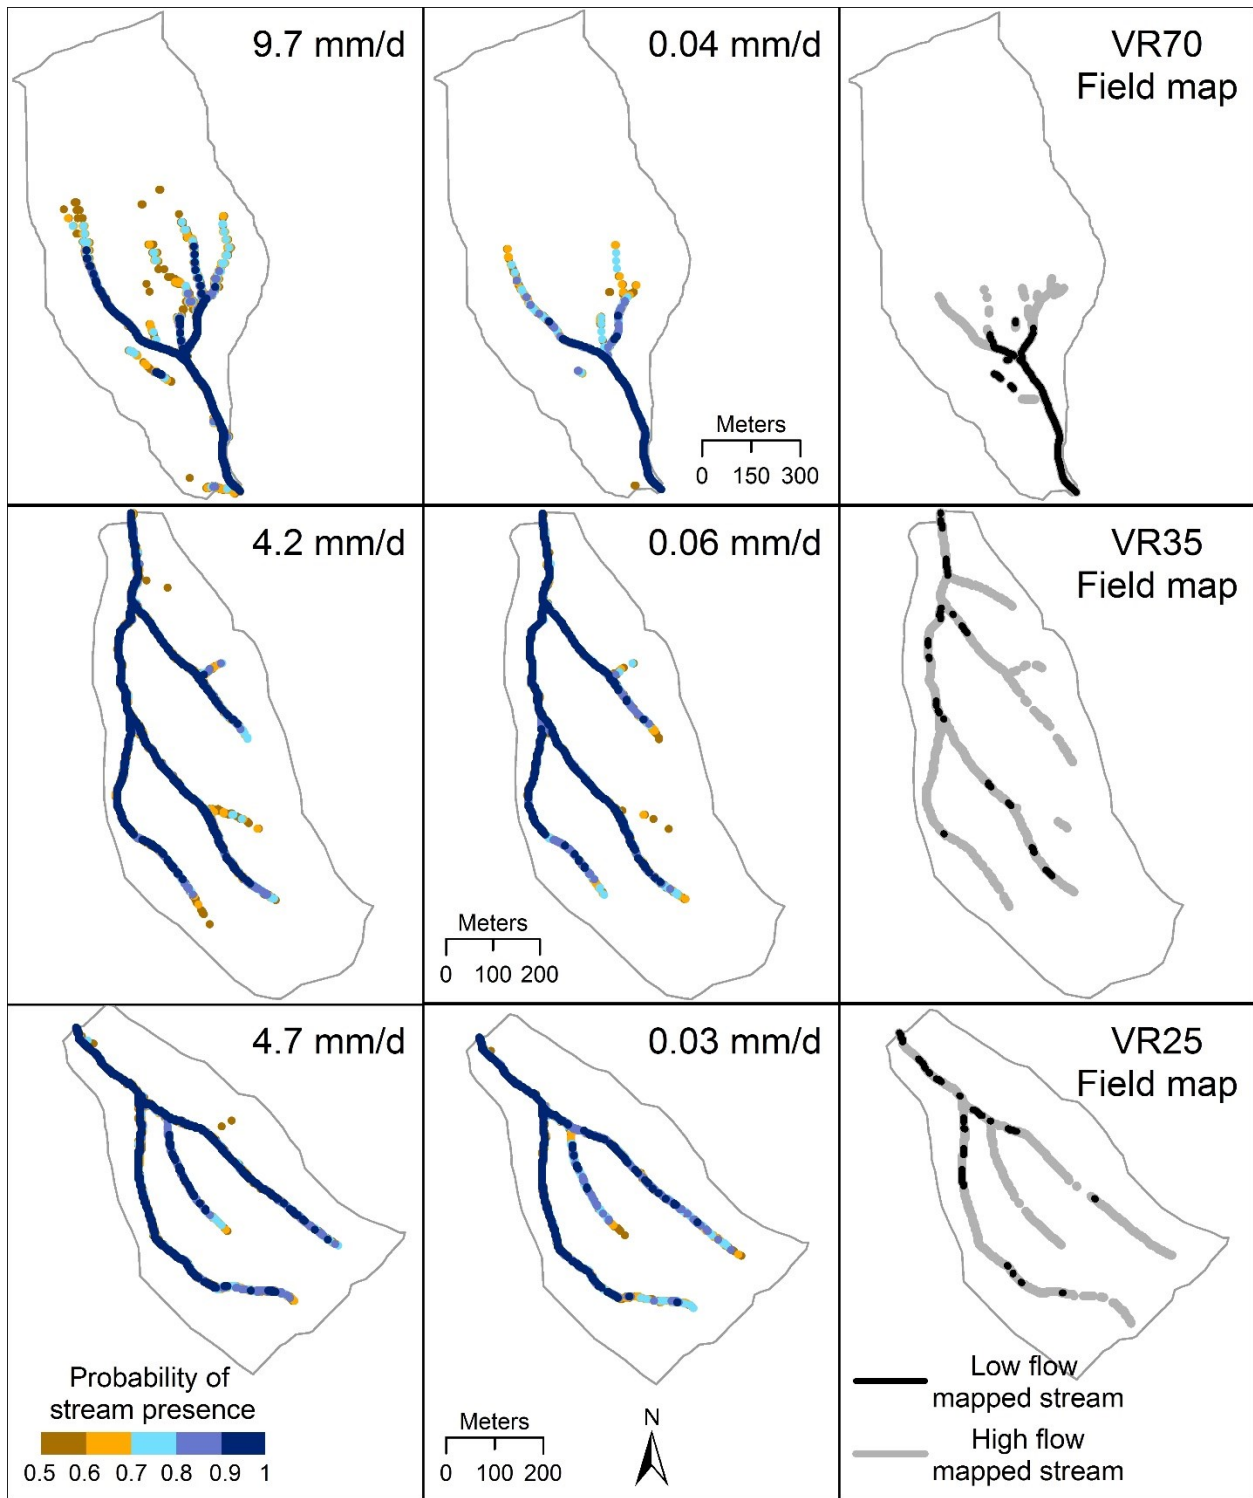 9.7 mm/d
0.04 mm/d
VR70
Field map
Meters
0 150 300
4.2 mm/d
0.06 mm/d
VR35
Field map
Meters
0 100 200
4.7 mm/d
0.03 mm/d
VR25
Field map
Probability of
stream presence
0.5 0.6 0.7 0.8 0.9 1
Meters
0 100 200
N
Low flow
mapped stream
High flow
mapped stream